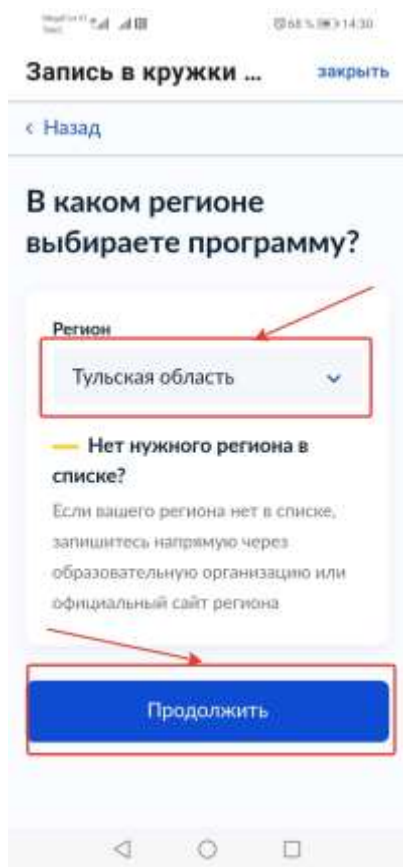 68 % 14:30
Запись в кружки ...
закрыть
‹ Назад
В каком регионе
выбираете программу?
Регион
Тульская область
Нет нужного региона в
списке?
Если вашего региона нет в списке,
запишитесь напрямую через
образовательную организацию или
официальный сайт региона
Продолжить